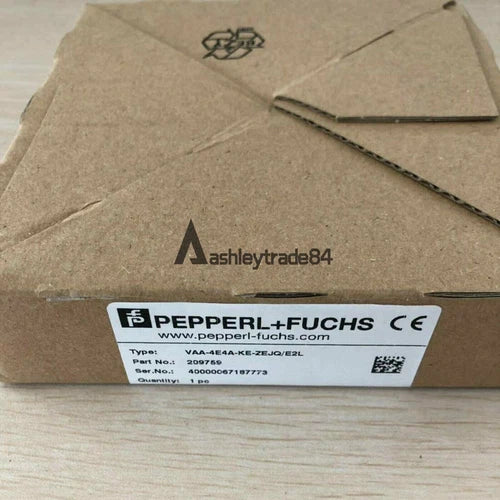 ashleytrade84
PEPPERL+FUCHS CE
www.pepperl-fuchs.com
Type: VAA-4E4A-KE-ZEJQ/E2L
Part No.: 209759
Ser.No.: 40000067187773
Quantity: 1 pc